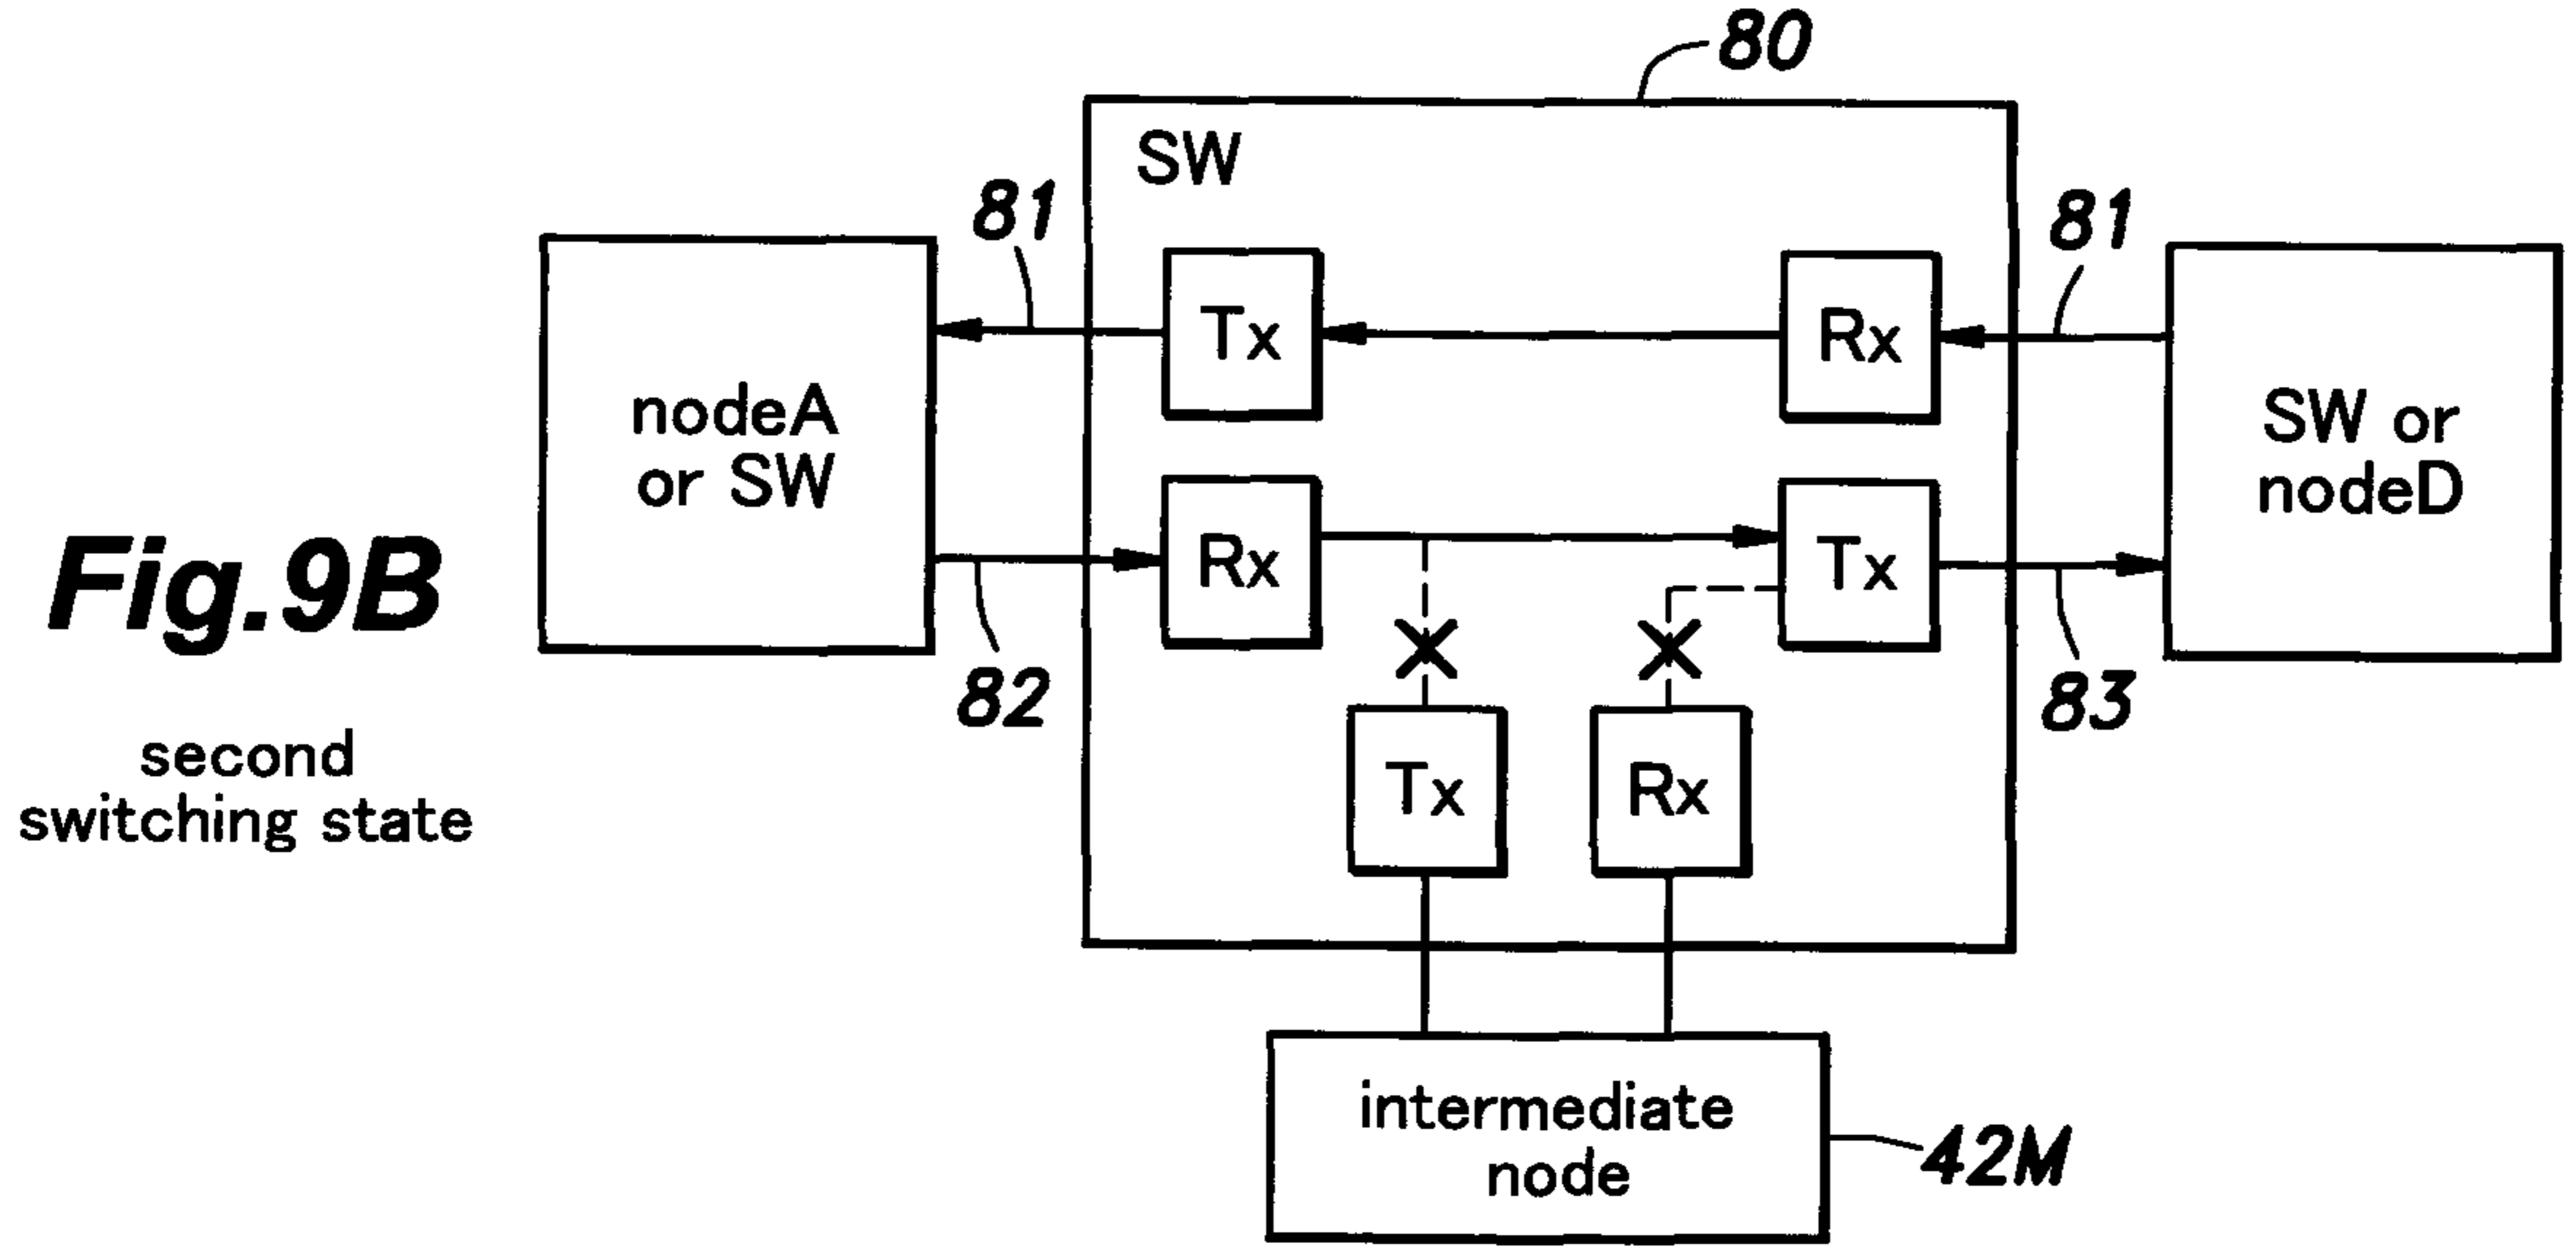 80
SW
81
81
Tx
Rx
nodeA
or SW
SW or
nodeD
Rx
Tx
Fig.9B
82
83
second
switching state
Tx
Rx
intermediate
node
42M